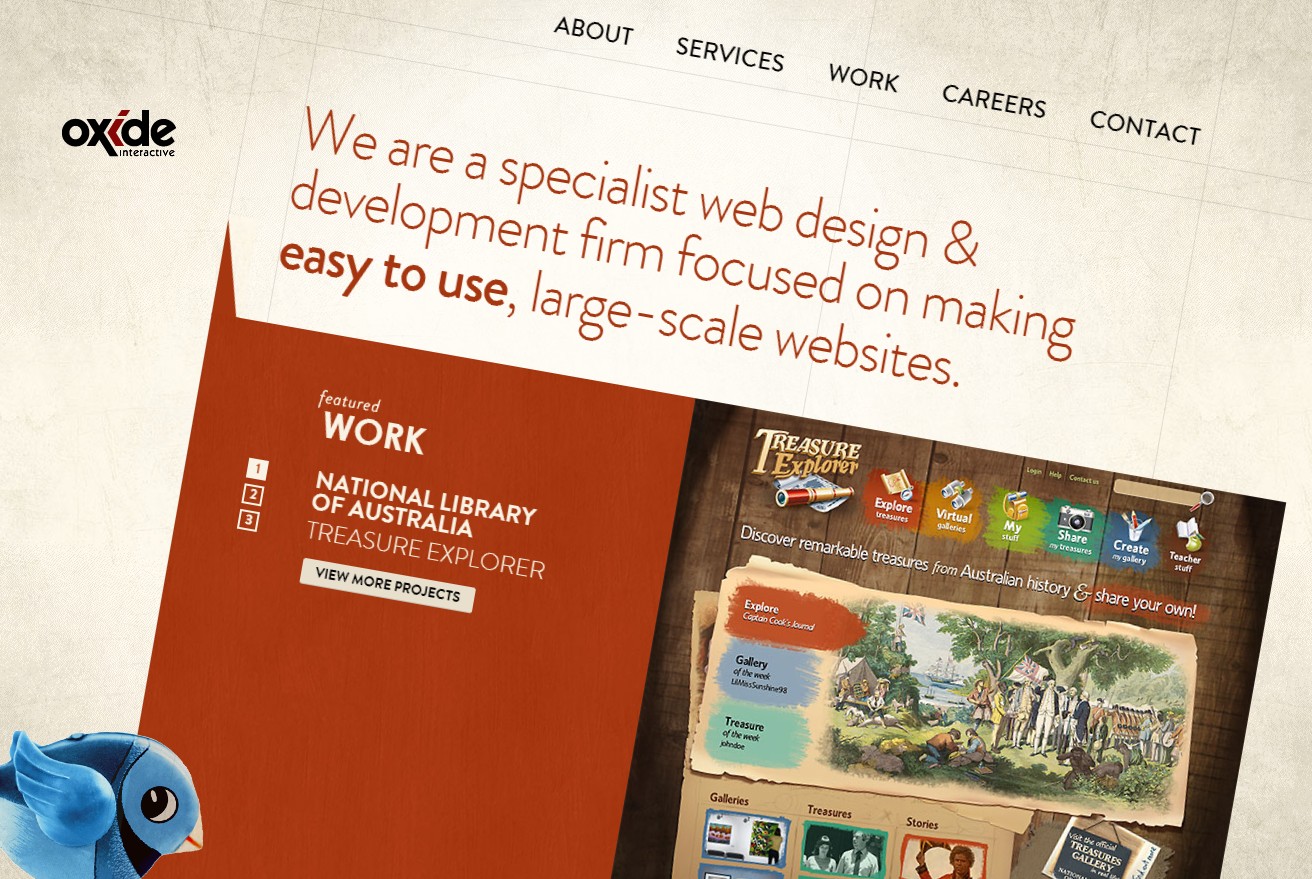 ABOUT
SERVICES
WORK
CAREERS
CONTACT
oxide
interactive
We are a specialist web design &
development firm focused on making
easy to use, large-scale websites.
featured
WORK
1
2
3
NATIONAL LIBRARY
OF AUSTRALIA
TREASURE EXPLORER
VIEW MORE PROJECTS
TREASURE
Explorer
Login
Help
Contact us
Explore
treasures
Virtual
galleries
My
stuff
Share
my treasures
Create
my gallery
Teacher
stuff
Discover remarkable treasures from Australian history & share your own!
Explore
Captain Cook's Journal
Gallery
of the week
LilMissSunshine98
Treasure
of the week
johndoe
Galleries
Treasures
Stories
Visit the official
TREASURES
GALLERY
in real life